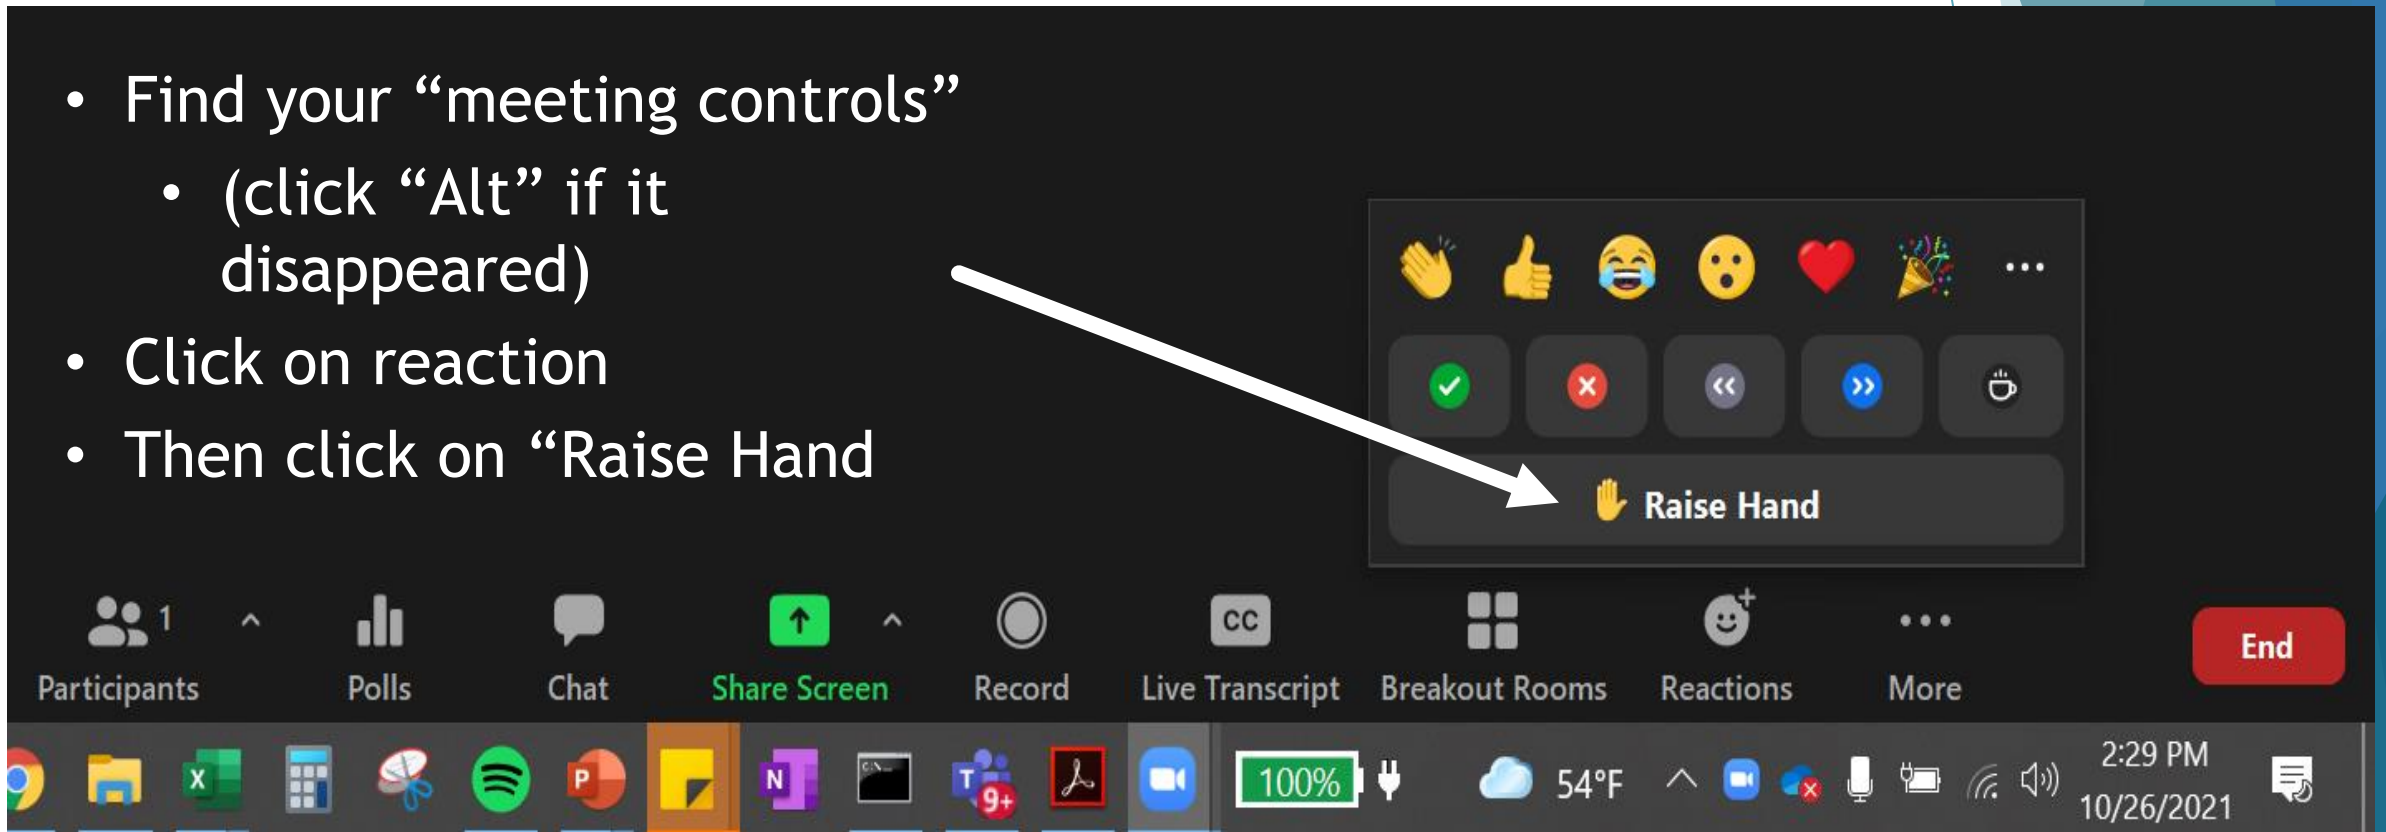 • Find your “meeting controls”
• (click “Alt” if it
disappeared)
• Click on reaction
• Then click on “Raise Hand
Raise Hand
1
CC
Participants
Polls
Chat
Share Screen
Record
Live Transcript
Breakout Rooms
Reactions
More
End
X
P
N
C:\
T
9+
100%
54°F
2:29 PM
10/26/2021